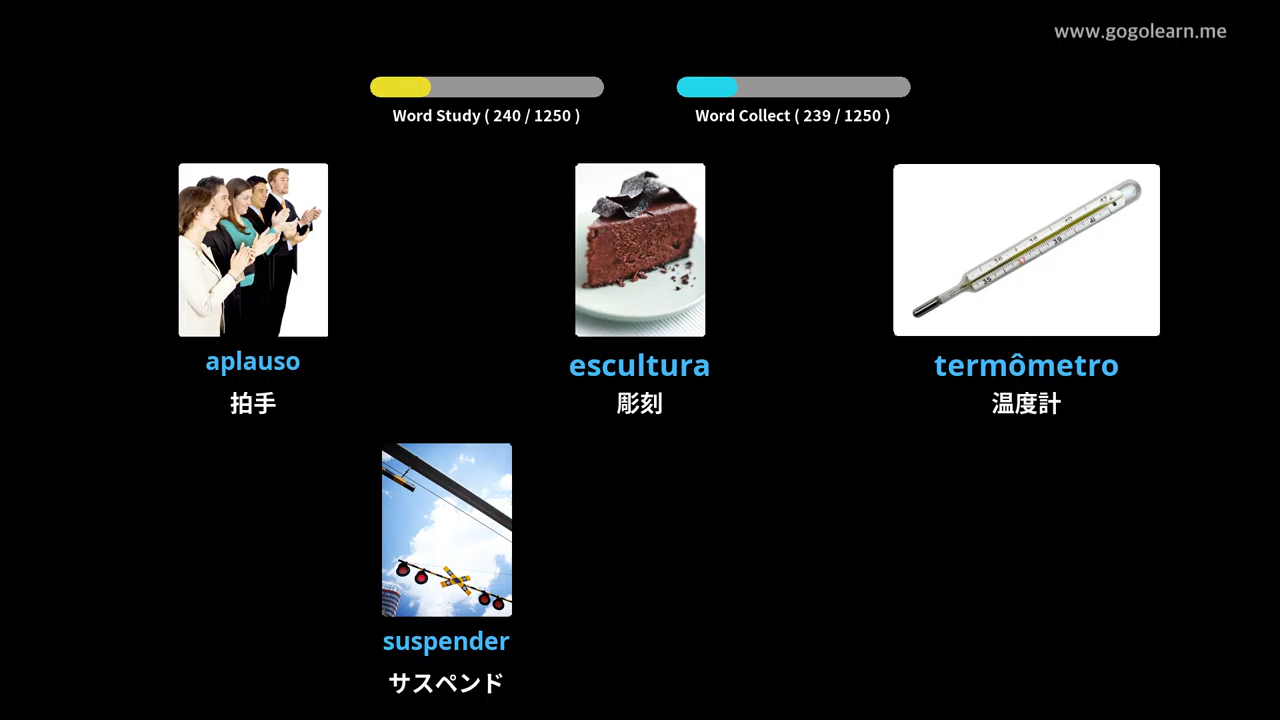 www.gogolearn.me
Word Study ( 240 / 1250 )
Word Collect ( 239 / 1250 )
aplauso
escultura
termômetro
拍手
彫刻
温度計
suspender
サスペンド